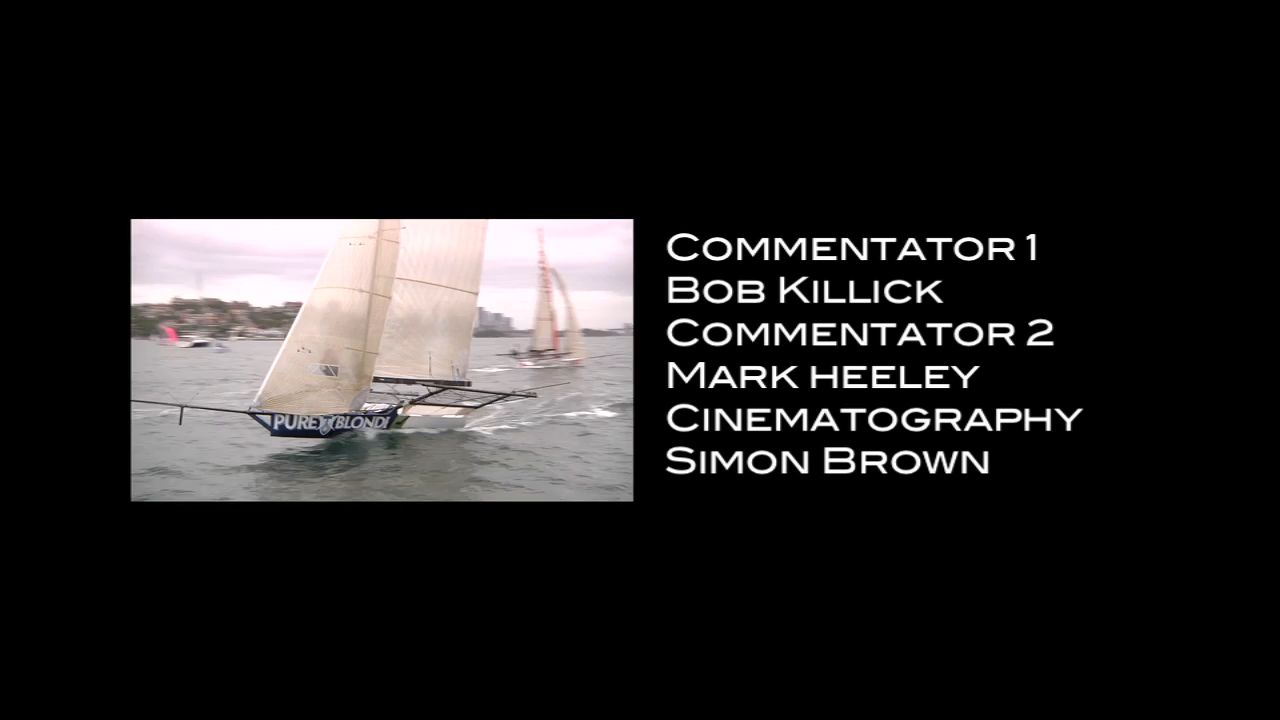 PURE BLONDE
Commentator 1
Bob Killick
Commentator 2
Mark heeley
Cinematography
Simon Brown